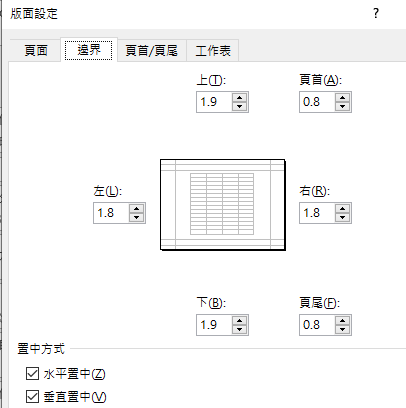 版面設定 ?
頁面 邊界 頁首/頁尾 工作表
上(T): 頁首(A):
1.9 0.8
左(L): 右(R):
1.8 1.8
下(B): 頁尾(F):
1.9 0.8
置中方式
水平置中(Z)
垂直置中(V)